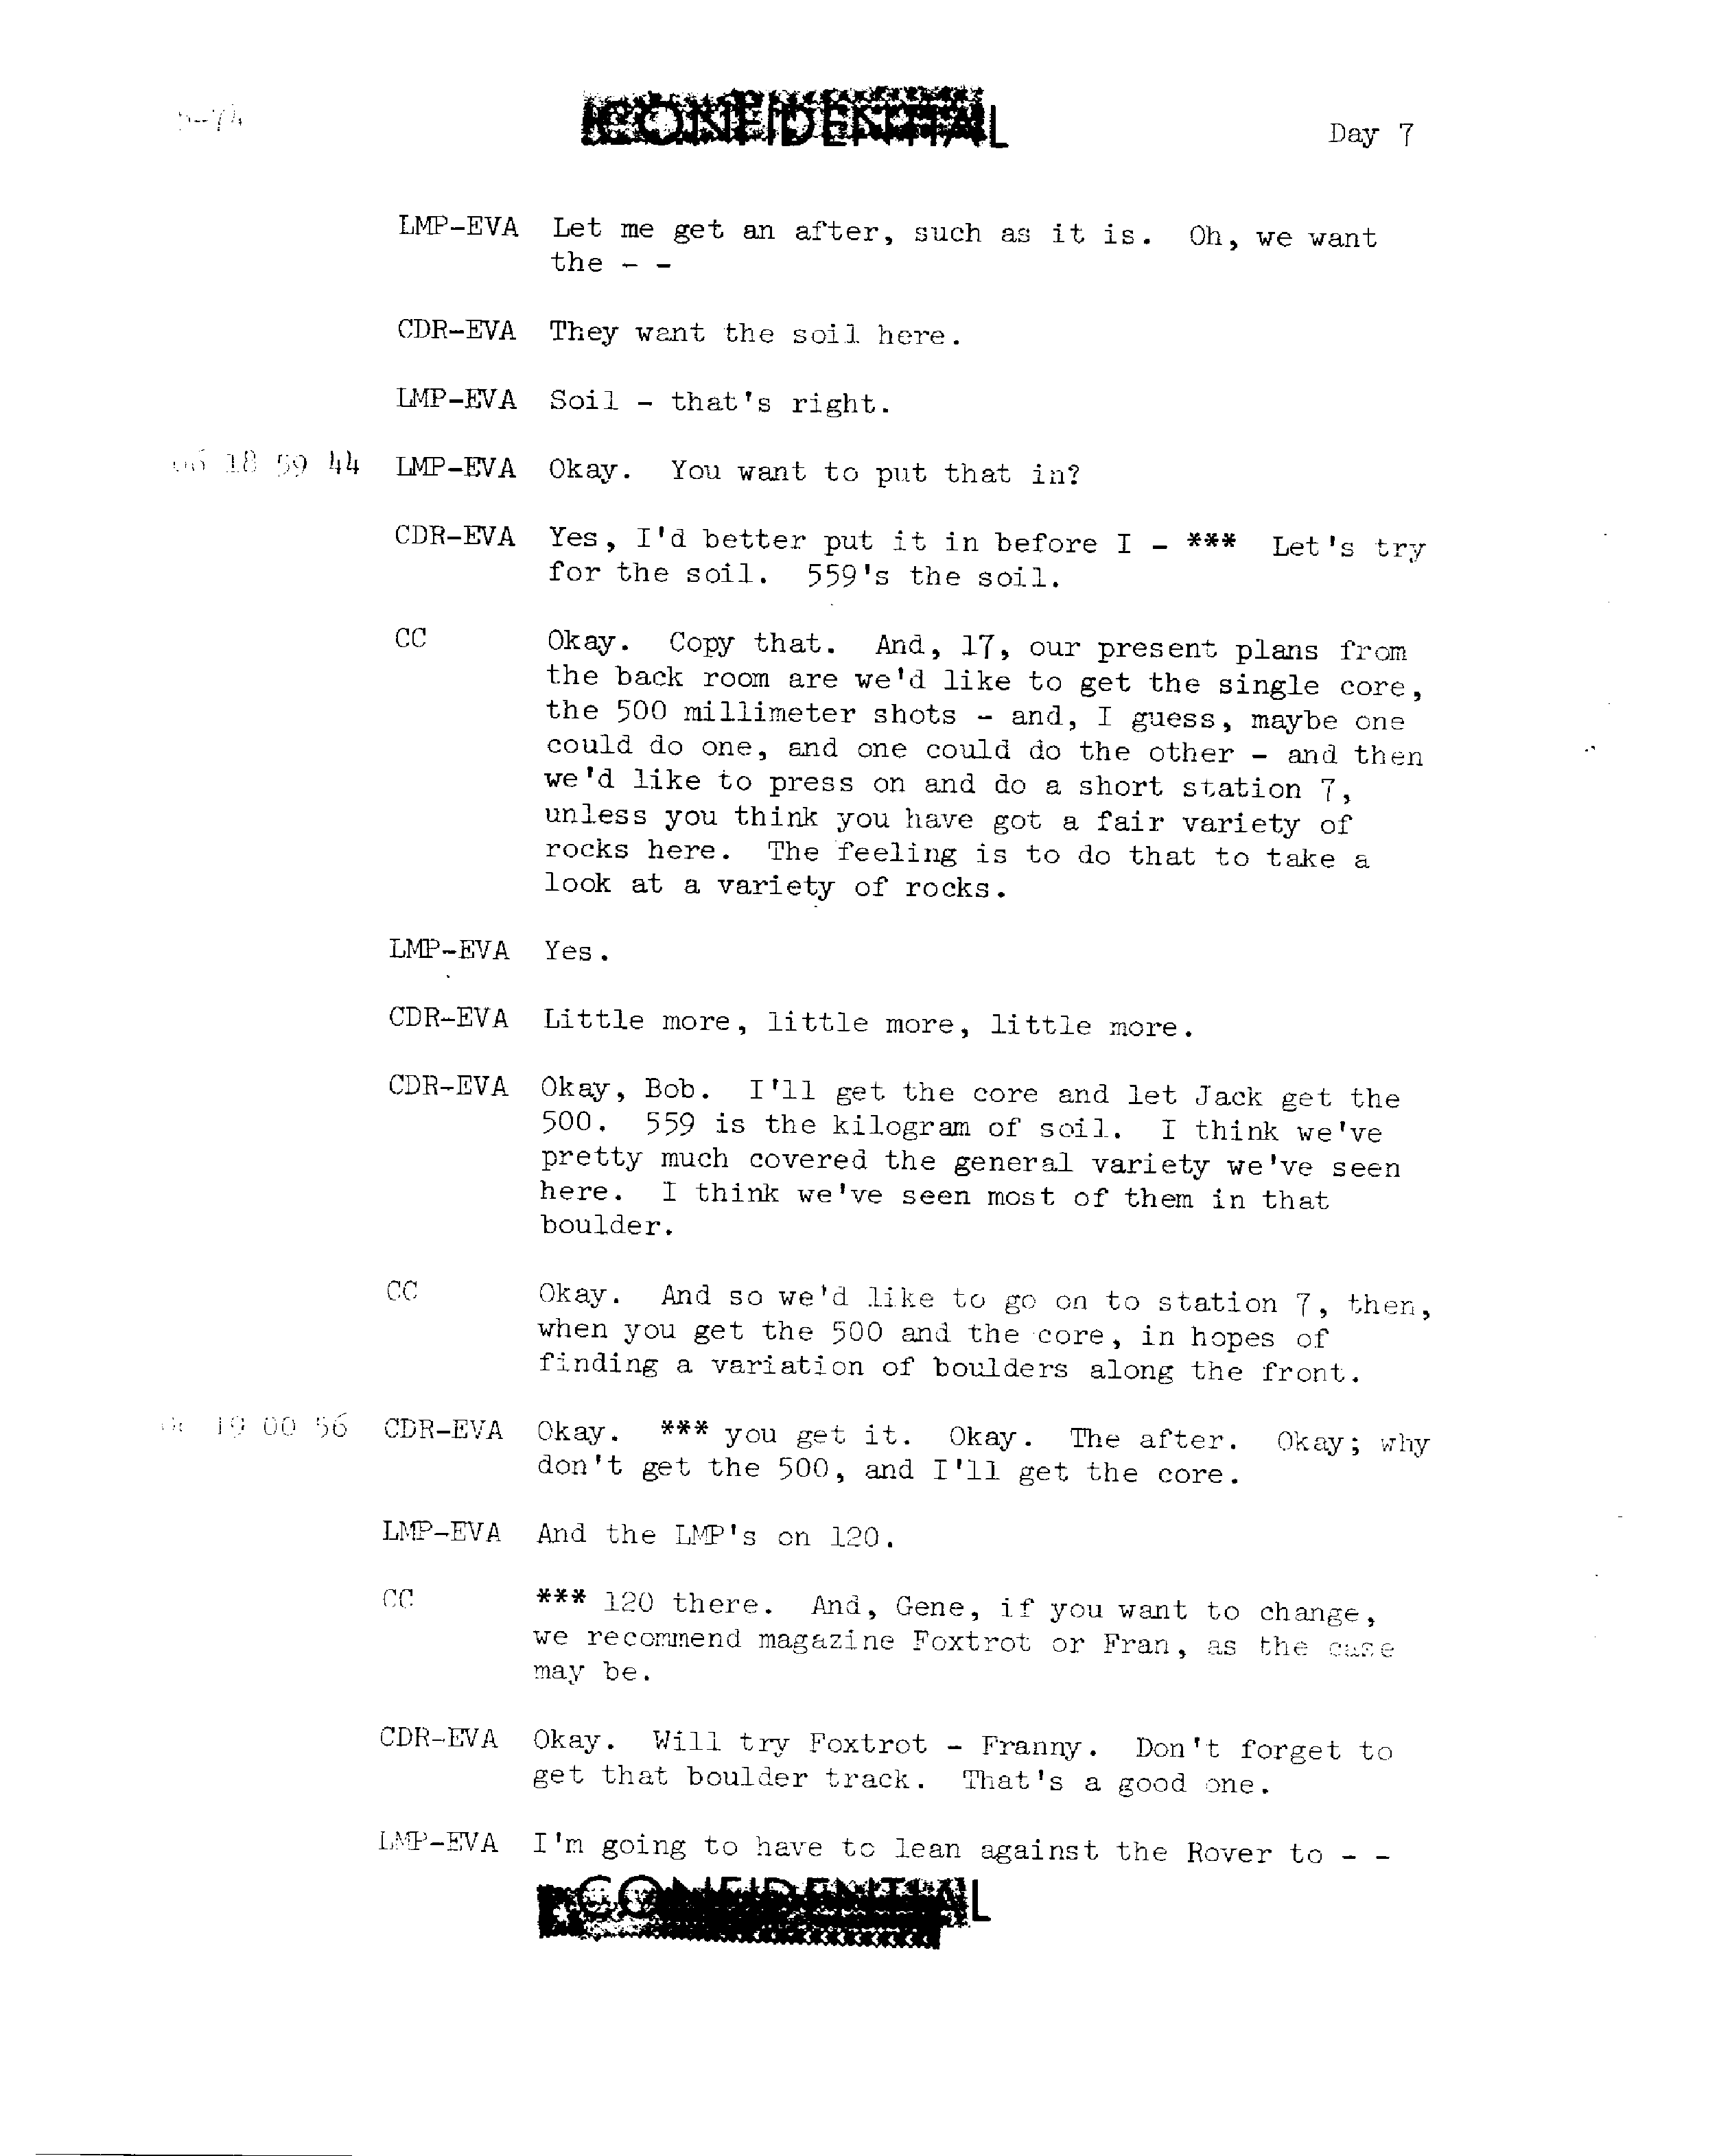 CONFIDENTIAL
Day 7
LMP-EVA Let me get an after, such as it is. Oh, we want
the - -
CDR-EVA They want the soil here.
LMP-EVA Soil - that's right.
06 18 59 44 LMP-EVA Okay. You want to put that in?
CDR-EVA Yes, I'd better put it in before I - *** Let's try
for the soil. 559's the soil.
CC Okay. Copy that. And, 17, our present plans from
the back room are we'd like to get the single core,
the 500 millimeter shots - and, I guess, maybe one
could do one, and one could do the other - and then
we'd like to press on and do a short station 7,
unless you think you have got a fair variety of
rocks here. The feeling is to do that to take a
look at a variety of rocks.
LMP-EVA Yes.
CDR-EVA Little more, little more, little more.
CDR-EVA Okay, Bob. I'll get the core and let Jack get the
500. 559 is the kilogram of soil. I think we've
pretty much covered the general variety we've seen
here. I think we've seen most of them in that
boulder.
CC Okay. And so we'd like to go on to station 7, then,
when you get the 500 and the core, in hopes of
finding a variation of boulders along the front.
19 00 56 CDR-EVA Okay. *** you get it. Okay. The after. Okay; why
don't get the 500, and I'll get the core.
LMP-EVA And the LMP's on 120.
CC *** 120 there. And, Gene, if you want to change,
we recommend magazine Foxtrot or Fran, as the case
may be.
CDR-EVA Okay. Will try Foxtrot - Franny. Don't forget to
get that boulder track. That's a good one.
LMP-EVA I'm going to have to lean against the Rover to - -
CONFIDENTIAL